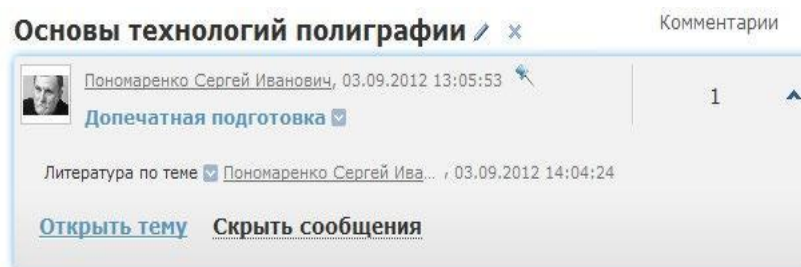 Основы технологий полиграфии
Комментарии
Пономаренко Сергей Иванович, 03.09.2012 13:05:53
1
Допечатная подготовка
Литература по теме Пономаренко Сергей Ива... , 03.09.2012 14:04:24
Открыть тему Скрыть сообщения